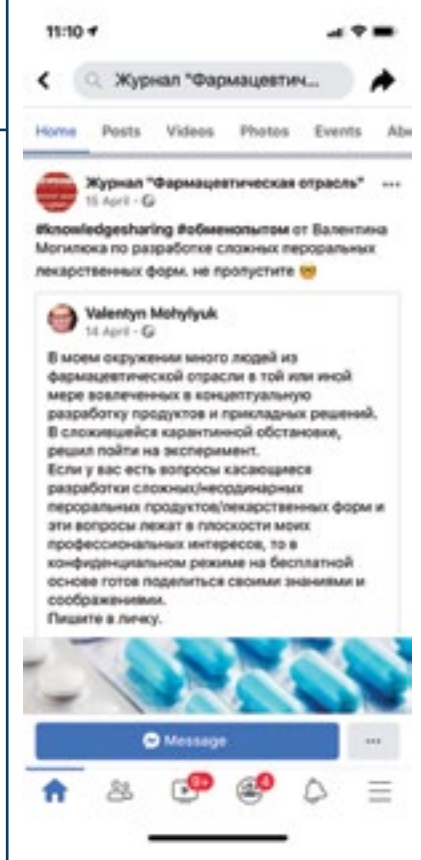 11:10
Журнал "Фармацевтич...
Home Posts Videos Photos Events Abo
Журнал "Фармацевтическая отрасль" ...
15 April
#knowledgesharing #обменопытом от Валентина
Могилюка по разработке сложных пероральных
лекарственных форм. не пропустите
Valentyn Mohylyuk
14 April
В моем окружении много людей из
фармацевтической отрасли в той или иной
мере вовлеченных в концептуальную
разработку продуктов и прикладных решений.
В сложившейся карантинной обстановке,
решил пойти на эксперимент.
Если у вас есть вопросы касающиеся
разработки сложных/неординарных
пероральных продуктов/лекарственных форм и
эти вопросы лежат в плоскости моих
профессиональных интересов, то в
конфиденциальном режиме на бесплатной
основе готов поделиться своими знаниями и
соображениями.
Пишите в личку.
Message ...
9+ 4